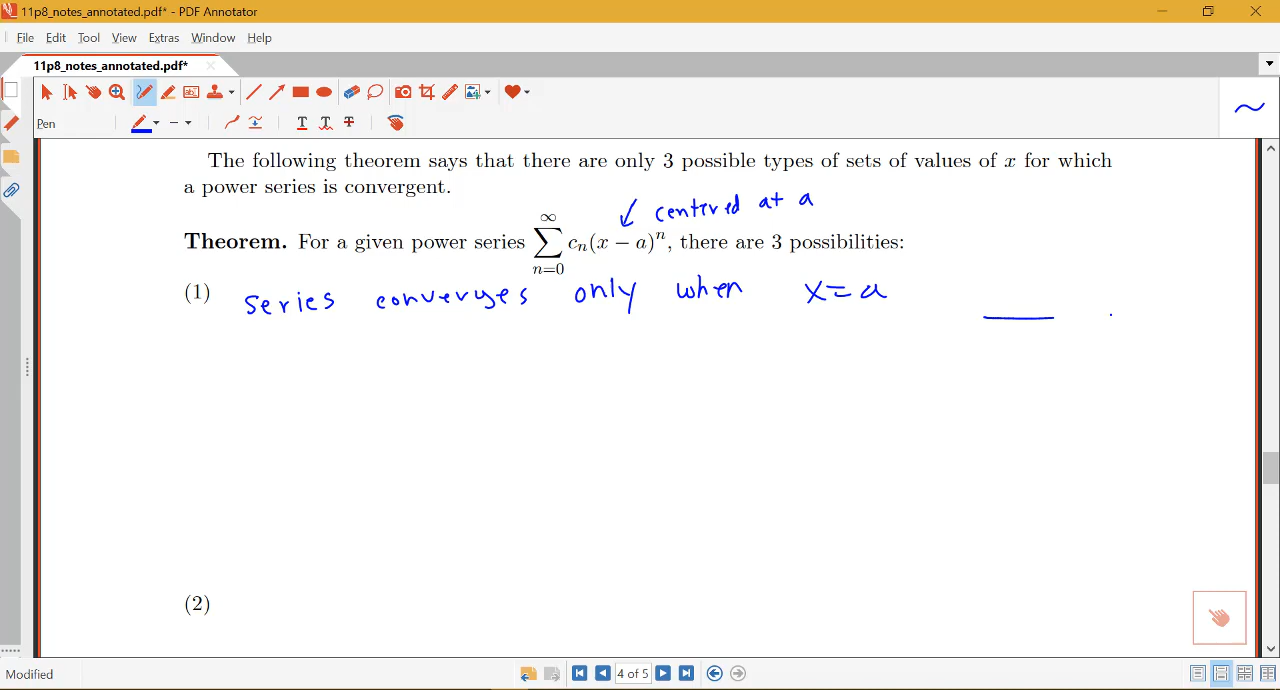 11p8_notes_annotated.pdf* - PDF Annotator
File Edit Tool View Extras Window Help
11p8_notes_annotated.pdf*
Pen
The following theorem says that there are only 3 possible types of sets of values of x for which
a power series is convergent.
centered at a
Theorem. For a given power series ∑_{n=0}^{∞} c_n(x − a)^n, there are 3 possibilities:
(1) series converges only when x = a
(2)
Modified
4 of 5